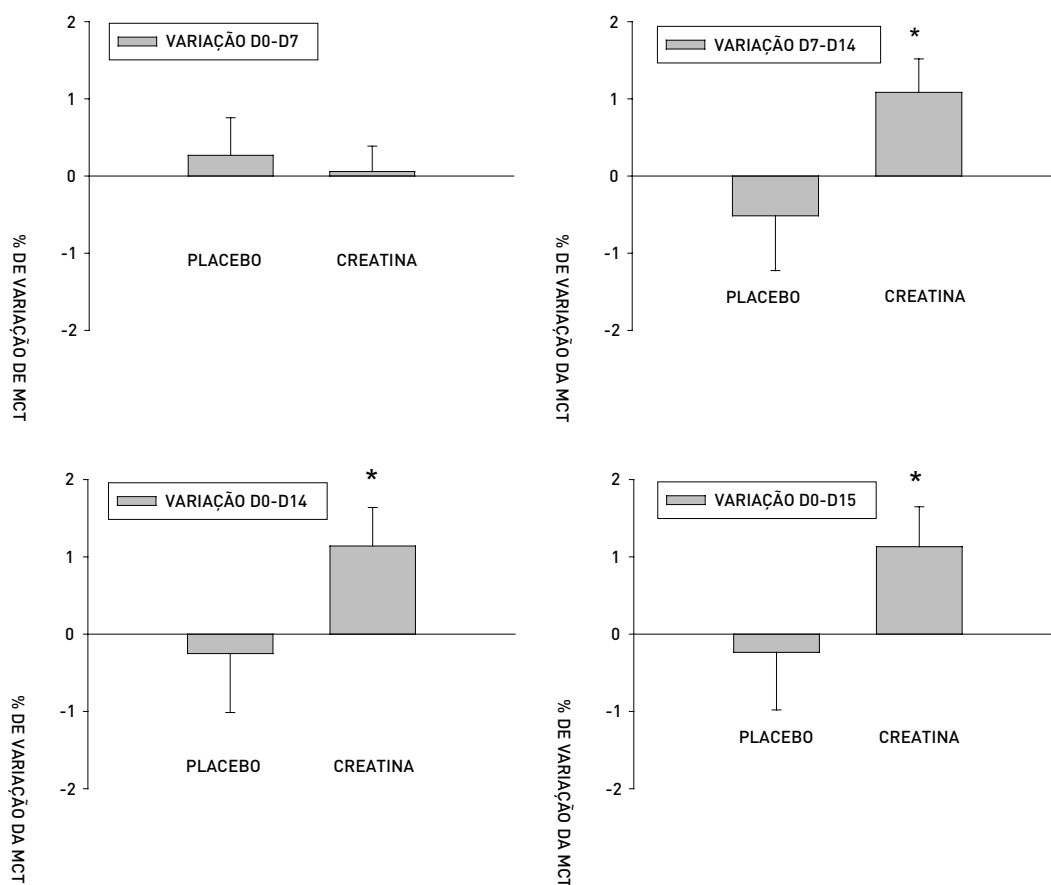 2
VARIAÇÃO D0-D7
1
0
-1
-2
PLACEBO
CREATINA
% DE VARIAÇÃO DE MCT
2
VARIAÇÃO D7-D14
*
1
0
-1
-2
PLACEBO
CREATINA
% DE VARIAÇÃO DA MCT
2
VARIAÇÃO D0-D14
*
1
0
-1
-2
PLACEBO
CREATINA
% DE VARIAÇÃO DA MCT
2
VARIAÇÃO D0-D15
*
1
0
-1
-2
PLACEBO
CREATINA
% DE VARIAÇÃO DA MCT